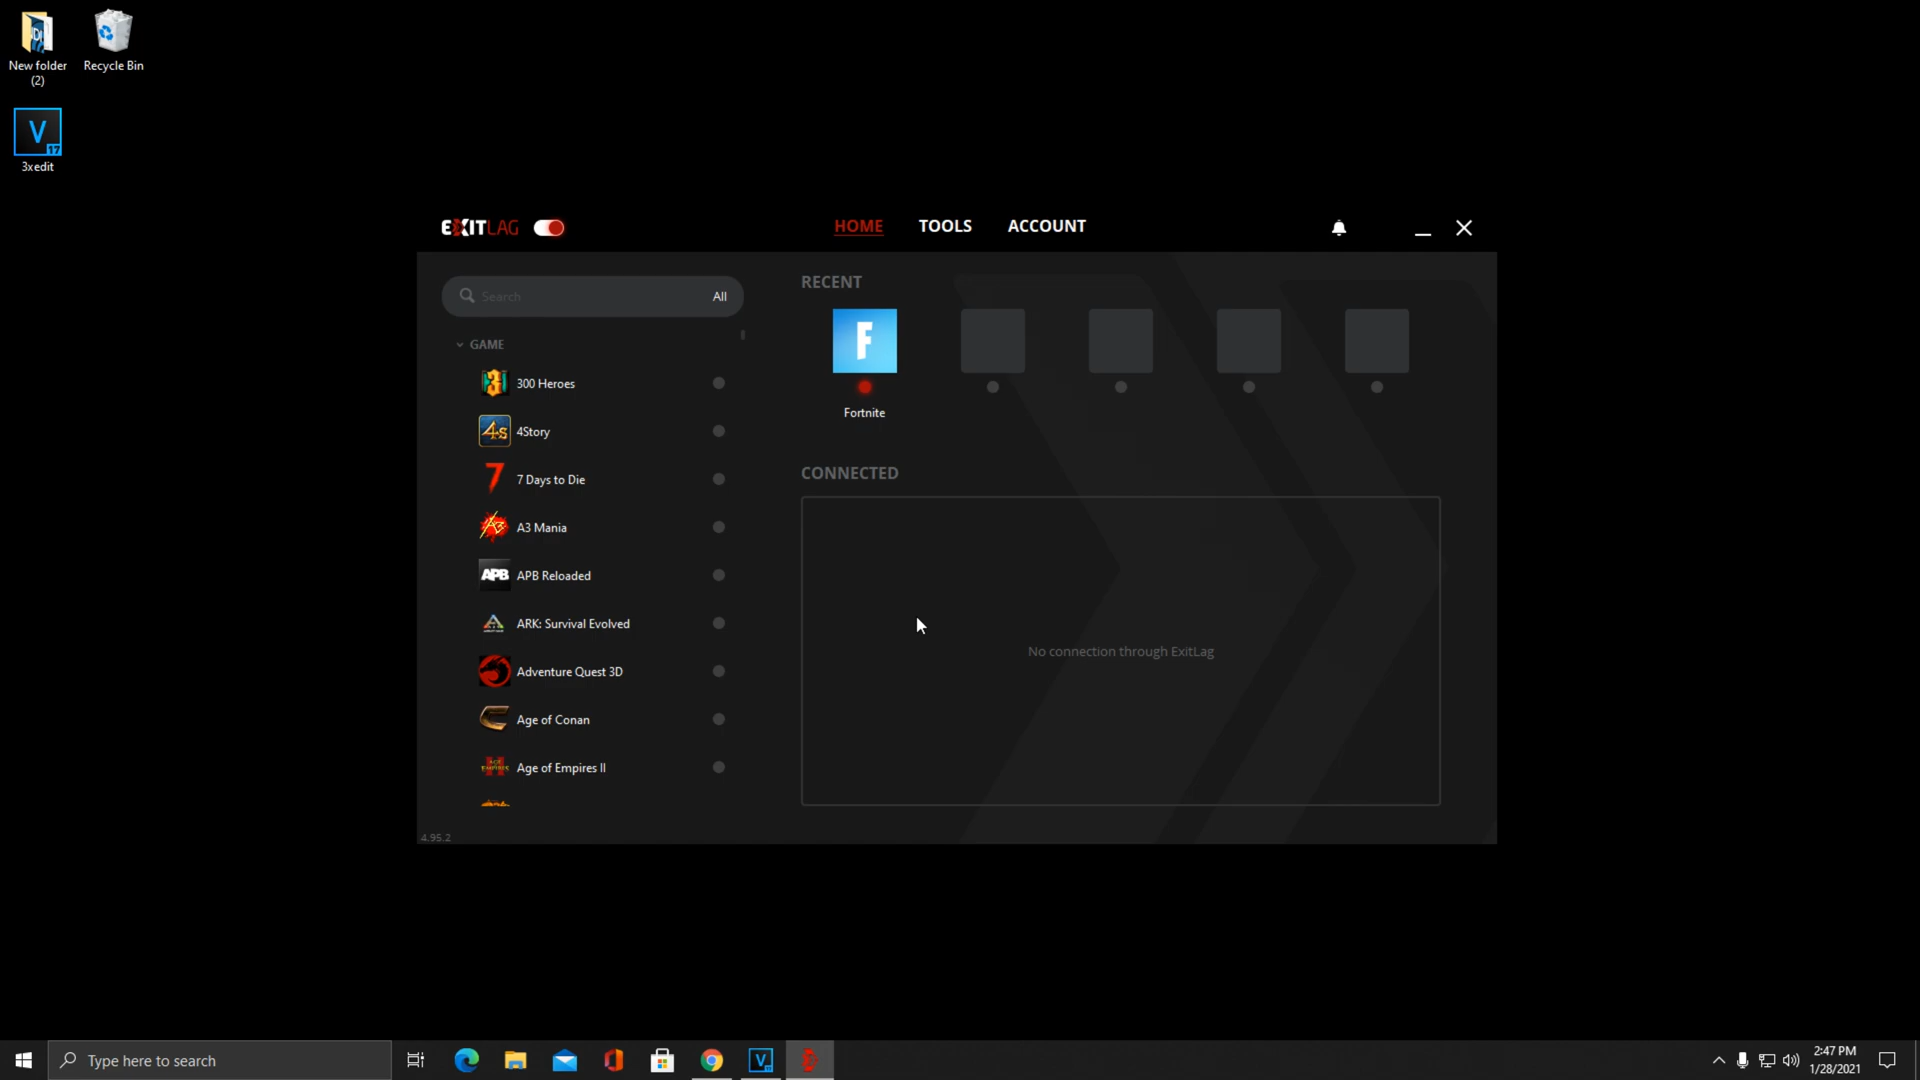 New folder
(2)
Recycle Bin
V
17
3xedit
EXITLAG
HOME
TOOLS
ACCOUNT
Search
All
GAME
300 Heroes
4Story
7 Days to Die
A3 Mania
APB
APB Reloaded
ARK: Survival Evolved
Adventure Quest 3D
Age of Conan
Age of Empires II
4.95.2
RECENT
F
Fortnite
CONNECTED
No connection through ExitLag
Type here to search
V
2:47 PM
1/28/2021